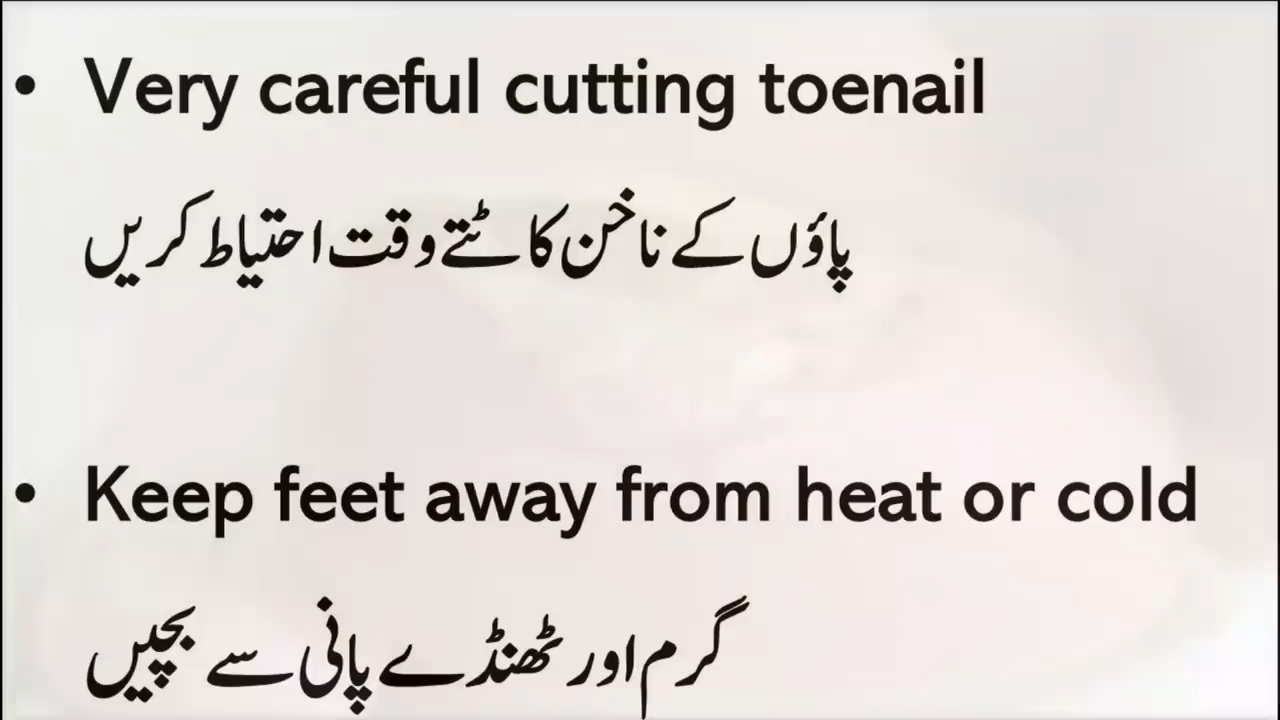 • Very careful cutting toenail
پاؤں کے ناخن کاٹتے وقت احتیاط کریں
• Keep feet away from heat or cold
گرم اور ٹھنڈے پانی سے بچیں